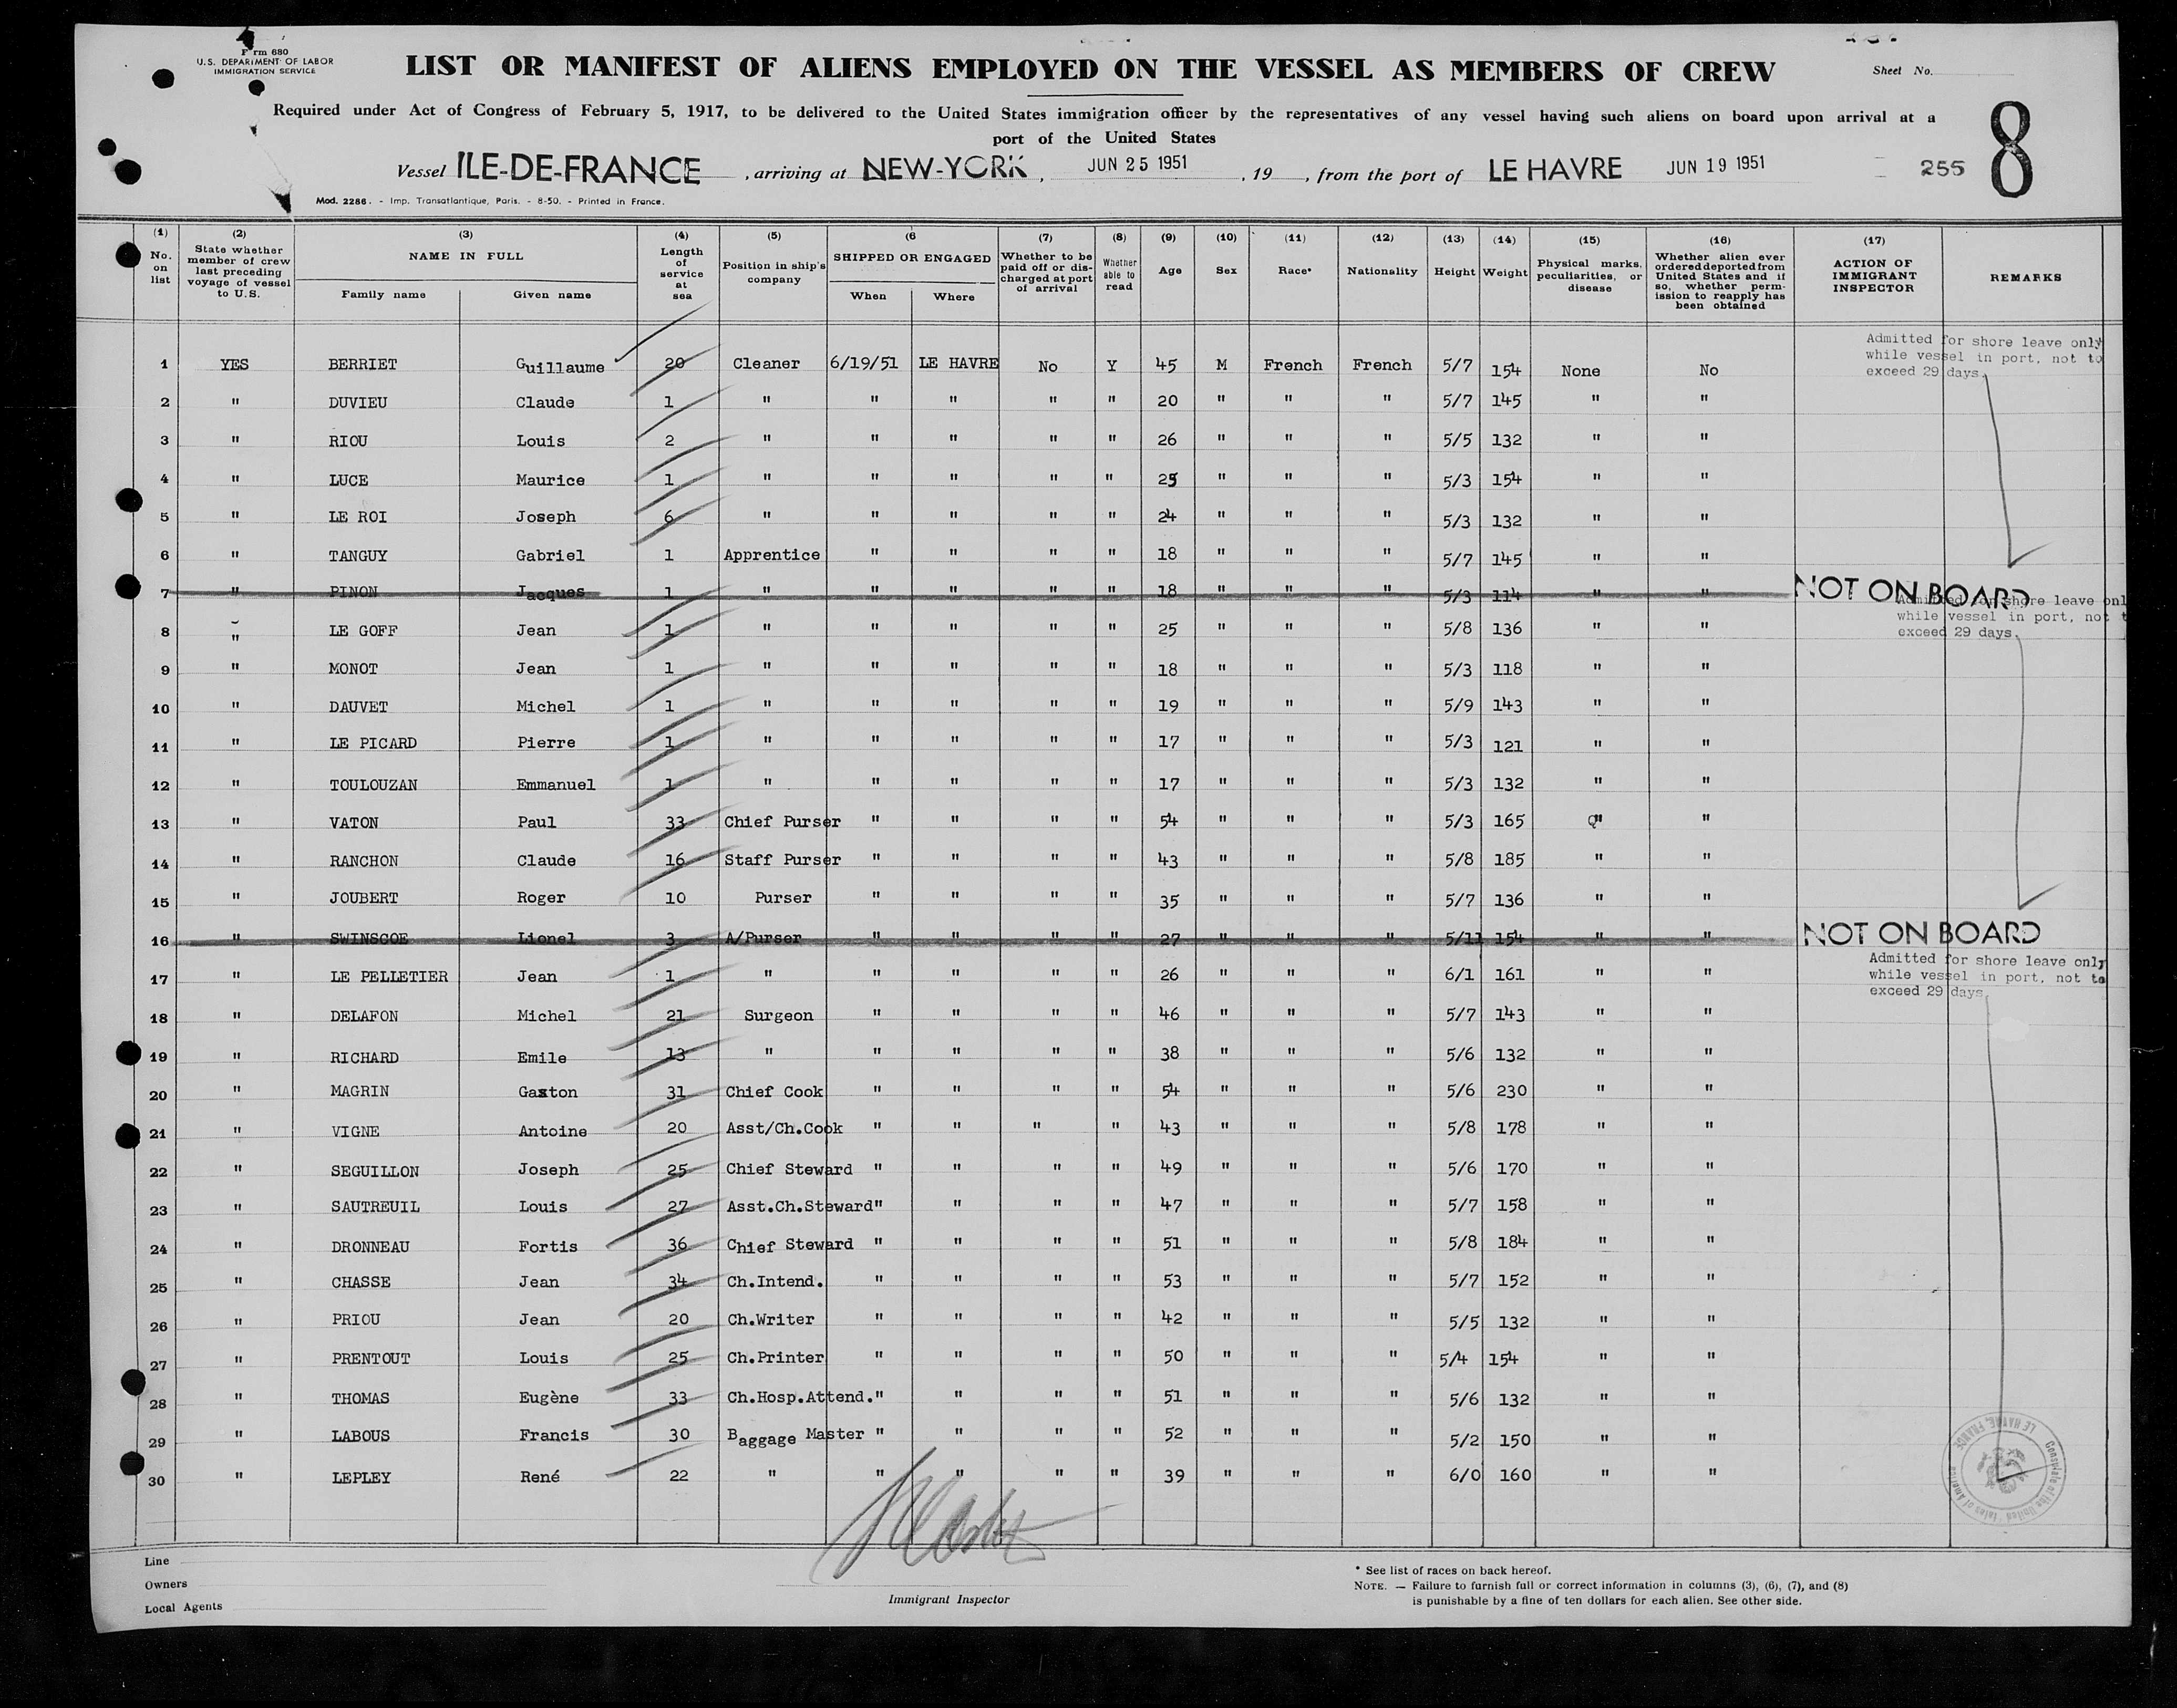 Form 680
U.S. DEPARTMENT OF LABOR
IMMIGRATION SERVICE
LIST OR MANIFEST OF ALIENS EMPLOYED ON THE VESSEL AS MEMBERS OF CREW
Sheet No.
8
Required under Act of Congress of February 5, 1917, to be delivered to the United States immigration officer by the representatives of any vessel having such aliens on board upon arrival at a
port of the United States
Vessel ILE-DE-FRANCE, arriving at NEW-YORK, JUN 25 1951, 19 , from the port of LE HAVRE JUN 19 1951 255
Mod. 2286. - Imp. Transatlantique, Paris. - 8-50. - Printed in France.
(1) No. on list
(2) State whether member of crew last preceding voyage of vessel to U.S.
(3) NAME IN FULL
Family name
Given name
(4) Length of service at sea
(5) Position in ship's company
(6 SHIPPED OR ENGAGED
When
Where
(7) Whether to be paid off or discharged at port of arrival
(8) Whether able to read
(9) Age
(10) Sex
(11) Race*
(12) Nationality
(13) Height
(14) Weight
(15) Physical marks, peculiarities, or disease
(16) Whether alien ever ordered deported from United States and if so, whether permission to reapply has been obtained
(17) ACTION OF IMMIGRANT INSPECTOR
REMARKS
Admitted for shore leave only
while vessel in port, not to
exceed 29 days.
1 YES BERRIET Guillaume 20 Cleaner 6/19/51 LE HAVRE No Y 45 M French French 5/7 154 None No
2 " DUVIEU Claude 1 " " " " " 20 " " " 5/7 145 " "
3 " RIOU Louis 2 " " " " " 26 " " " 5/5 132 " "
4 " LUCE Maurice 1 " " " " " 25 " " " 5/3 154 " "
5 " LE ROI Joseph 6 " " " " " 24 " " " 5/3 132 " "
6 " TANGUY Gabriel 1 Apprentice " " " " 18 " " " 5/7 145 " "
7 " PINON Jacques 1 " " " " " 18 " " " 5/3 114 " " NOT ON BOARD
Admitted for shore leave onl
while vessel in port, not t
exceed 29 days.
8 " LE GOFF Jean 1 " " " " " 25 " " " 5/8 136 " "
9 " MONOT Jean 1 " " " " " 18 " " " 5/3 118 " "
10 " DAUVET Michel 1 " " " " " 19 " " " 5/9 143 " "
11 " LE PICARD Pierre 1 " " " " " 17 " " " 5/3 121 " "
12 " TOULOUZAN Emmanuel 1 " " " " " 17 " " " 5/3 132 " "
13 " VATON Paul 33 Chief Purser " " " " 54 " " " 5/3 165 " "
14 " RANCHON Claude 16 Staff Purser " " " " 43 " " " 5/8 185 " "
15 " JOUBERT Roger 10 Purser " " " " 35 " " " 5/7 136 " "
16 " SWINSCOE Lionel 3 A/Purser " " " " 27 " " " 5/11 154 " " NOT ON BOARD
Admitted for shore leave only
while vessel in port, not to
exceed 29 days.
17 " LE PELLETIER Jean 1 " " " " " 26 " " " 6/1 161 " "
18 " DELAFON Michel 21 Surgeon " " " " 46 " " " 5/7 143 " "
19 " RICHARD Emile 13 " " " " " 38 " " " 5/6 132 " "
20 " MAGRIN Gaston 31 Chief Cook " " " " 54 " " " 5/6 230 " "
21 " VIGNE Antoine 20 Asst/Ch.Cook " " " " 43 " " " 5/8 178 " "
22 " SEGUILLON Joseph 25 Chief Steward " " " " 49 " " " 5/6 170 " "
23 " SAUTREUIL Louis 27 Asst.Ch.Steward " " " " 47 " " " 5/7 158 " "
24 " DRONNEAU Fortis 36 Chief Steward " " " " 51 " " " 5/8 184 " "
25 " CHASSE Jean 34 Ch.Intend. " " " " 53 " " " 5/7 152 " "
26 " PRIOU Jean 20 Ch.Writer " " " " 42 " " " 5/5 132 " "
27 " PRENTOUT Louis 25 Ch.Printer " " " " 50 " " " 5/4 154 " "
28 " THOMAS Eugène 33 Ch.Hosp.Attend. " " " " 51 " " " 5/6 132 " "
29 " LABOUS Francis 30 Baggage Master " " " " 52 " " " 5/2 150 " "
30 " LEPLEY René 22 " " " " " 39 " " " 6/0 160 " "
LE HAVRE, FRANCE
Line
Owners
Local Agents
Immigrant Inspector
* See list of races on back hereof.
NOTE. — Failure to furnish full or correct information in columns (3), (6), (7), and (8)
is punishable by a fine of ten dollars for each alien. See other side.